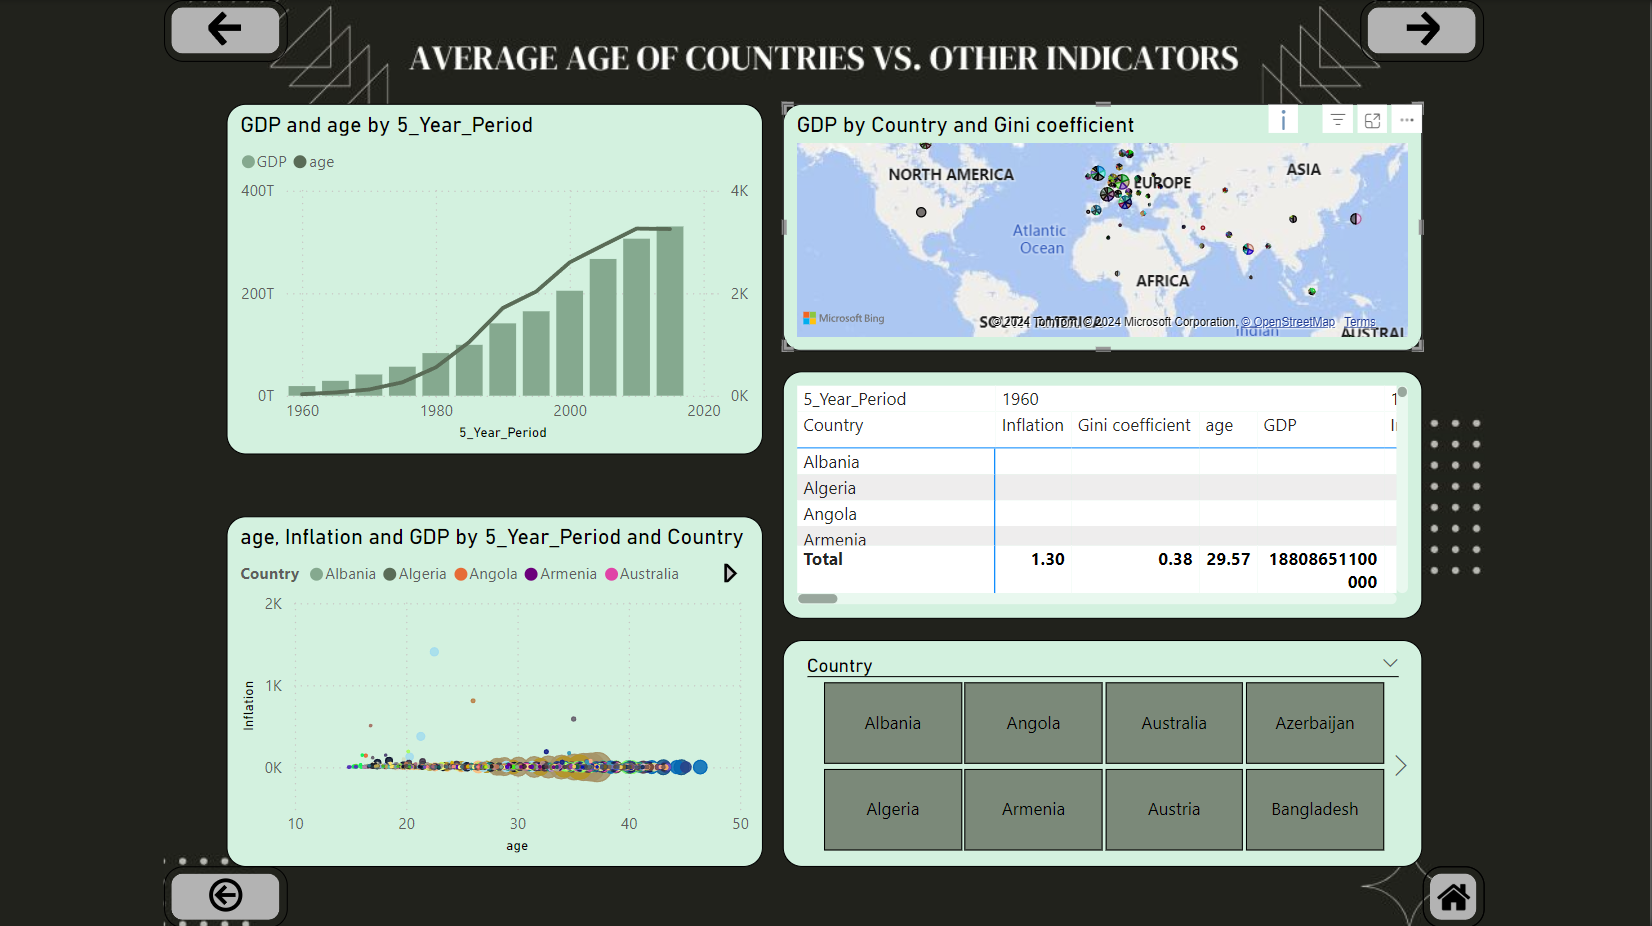 AVERAGE AGE OF COUNTRIES VS. OTHER INDICATORS
GDP and age by 5_Year_Period
GDP age
400T 4K
200T 2K
0T 0K
1960 1980 2000 2020
5_Year_Period
GDP by Country and Gini coefficient
NORTH AMERICA
EUROPE
ASIA
Atlantic
Ocean
AFRICA
Microsoft Bing
© 2024 TomTom, © 2024 Microsoft Corporation, © OpenStreetMap Terms
Indian
AUSTRAL
5_Year_Period 1960 1
Country Inflation Gini coefficient age GDP
Albania
Algeria
Angola
Armenia
Total 1.30 0.38 29.57 18808651100
000
age, Inflation and GDP by 5_Year_Period and Country
Country Albania Algeria Angola Armenia Australia
2K
1K
0K
Inflation
10 20 30 40 50
age
Country
Albania Angola Australia Azerbaijan
Algeria Armenia Austria Bangladesh